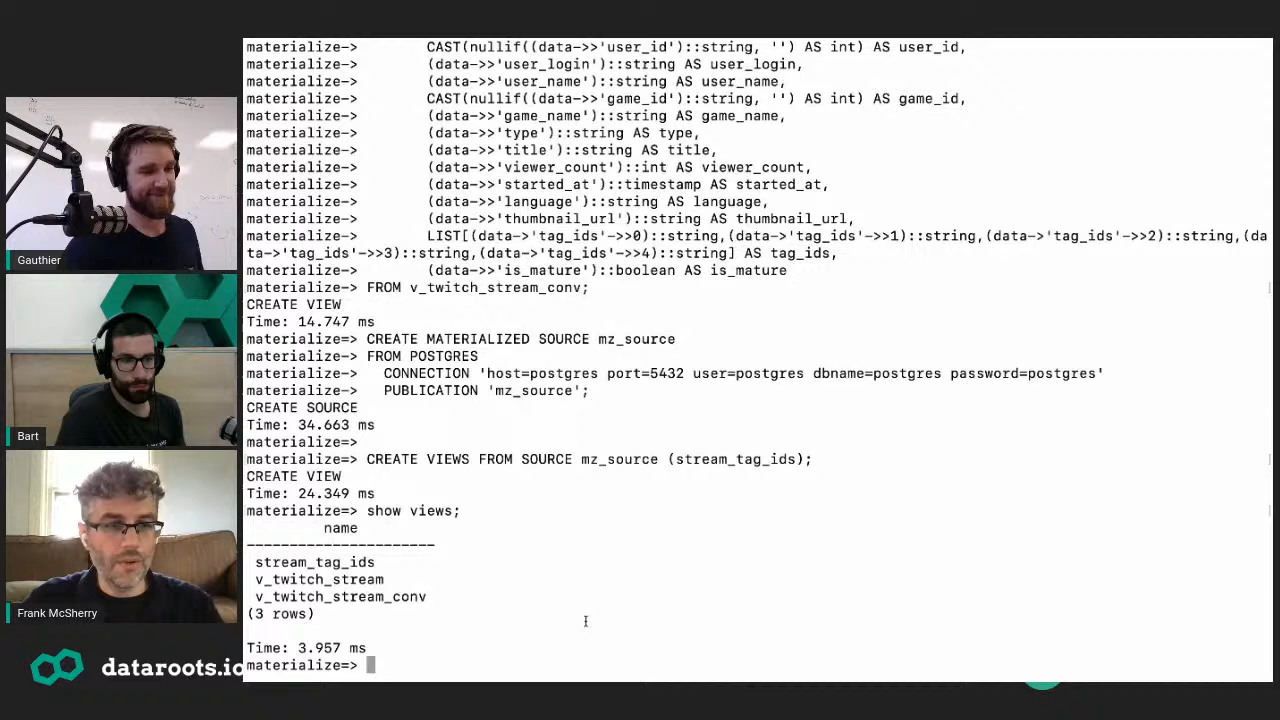 materialize->        CAST(nullif((data->>'user_id')::string, '') AS int) AS user_id,
materialize->        (data->>'user_login')::string AS user_login,
materialize->        (data->>'user_name')::string AS user_name,
materialize->        CAST(nullif((data->>'game_id')::string, '') AS int) AS game_id,
materialize->        (data->>'game_name')::string AS game_name,
materialize->        (data->>'type')::string AS type,
materialize->        (data->>'title')::string AS title,
materialize->        (data->>'viewer_count')::int AS viewer_count,
materialize->        (data->>'started_at')::timestamp AS started_at,
materialize->        (data->>'language')::string AS language,
materialize->        (data->>'thumbnail_url')::string AS thumbnail_url,
materialize->        LIST[(data->'tag_ids'->>0)::string,(data->'tag_ids'->>1)::string,(data->'tag_ids'->>2)::string,(da
ta->'tag_ids'->>3)::string,(data->'tag_ids'->>4)::string] AS tag_ids,
materialize->        (data->>'is_mature')::boolean AS is_mature
materialize-> FROM v_twitch_stream_conv;
CREATE VIEW
Time: 14.747 ms
materialize=> CREATE MATERIALIZED SOURCE mz_source
materialize-> FROM POSTGRES
materialize->   CONNECTION 'host=postgres port=5432 user=postgres dbname=postgres password=postgres'
materialize->   PUBLICATION 'mz_source';
CREATE SOURCE
Time: 34.663 ms
materialize=>
materialize=> CREATE VIEWS FROM SOURCE mz_source (stream_tag_ids);
CREATE VIEW
Time: 24.349 ms
materialize=> show views;
name
----------------------
stream_tag_ids
v_twitch_stream
v_twitch_stream_conv
(3 rows)
Time: 3.957 ms
materialize=>
Gauthier
Bart
Frank McSherry
dataroots.io